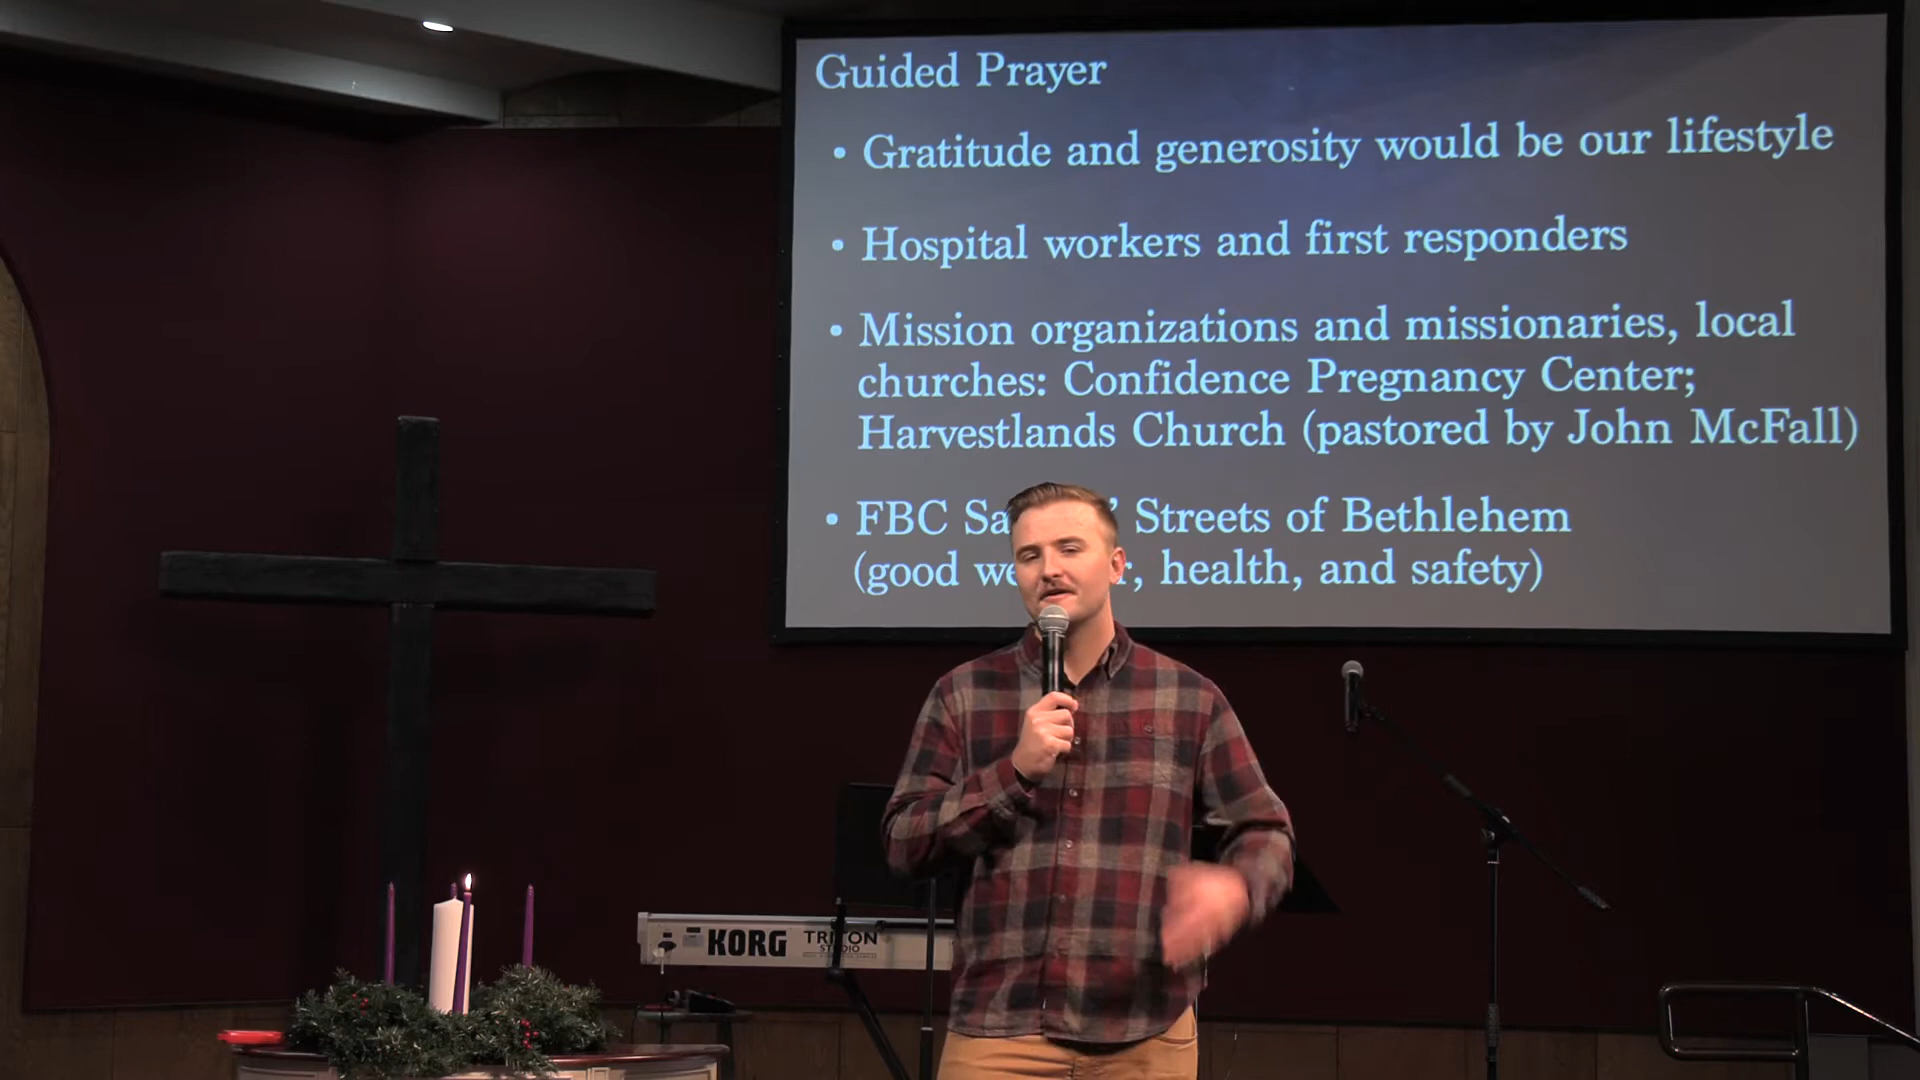 Guided Prayer
• Gratitude and generosity would be our lifestyle
• Hospital workers and first responders
• Mission organizations and missionaries, local
churches: Confidence Pregnancy Center;
Harvestlands Church (pastored by John McFall)
• FBC Streets of Bethlehem
(good health, and safety)
KORG
TRITON
STUDIO